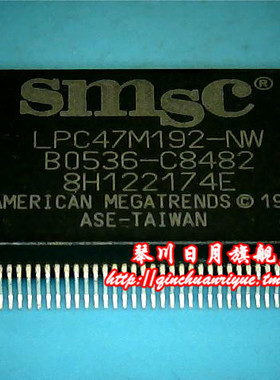 smsc
LPC47M192-NW
B0536-C8482
8H122174E
AMERICAN MEGATRENDS © 19
ASE-TAIWAN
琴川日月旗舰
http://qinchuanriyue.t